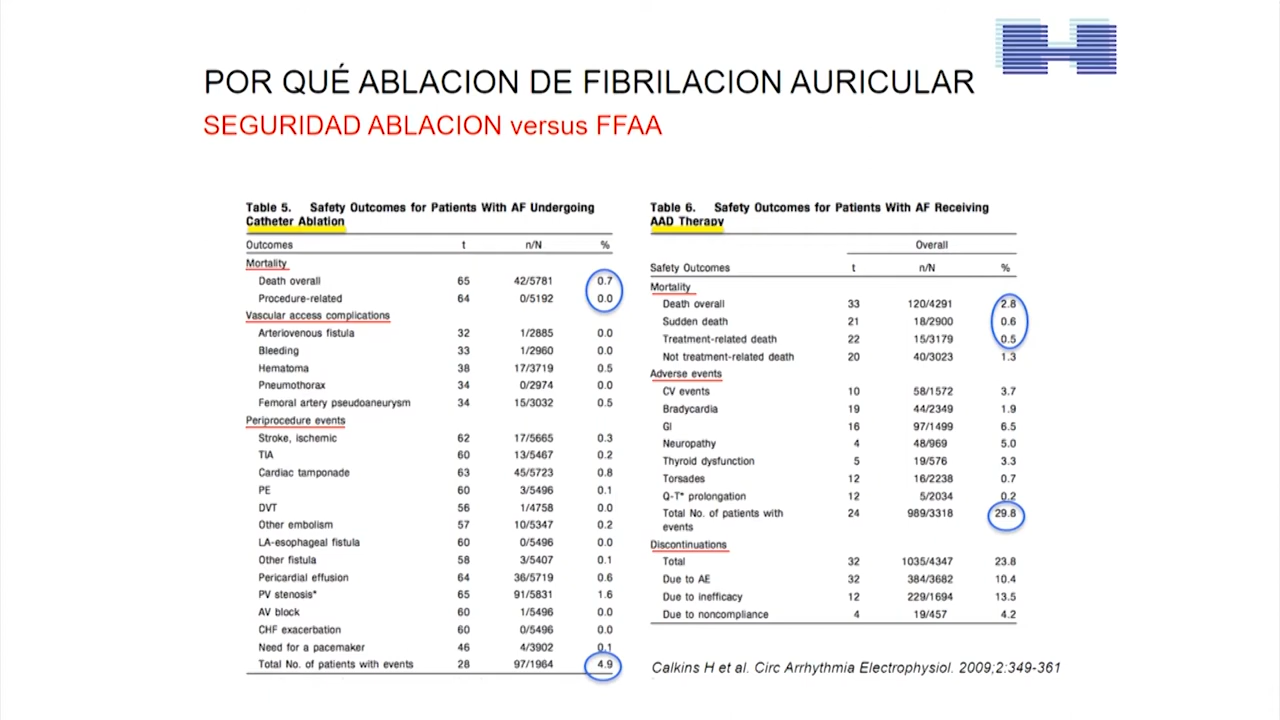 POR QUÉ ABLACION DE FIBRILACION AURICULAR
SEGURIDAD ABLACION versus FFAA
Table 5. Safety Outcomes for Patients With AF Undergoing
Catheter Ablation
Outcomes t n/N %
Mortality
Death overall 65 42/5781 0.7
Procedure-related 64 0/5192 0.0
Vascular access complications
Arteriovenous fistula 32 1/2885 0.0
Bleeding 33 1/2960 0.0
Hematoma 38 17/3719 0.5
Pneumothorax 34 0/2974 0.0
Femoral artery pseudoaneurysm 34 15/3032 0.5
Periprocedure events
Stroke, ischemic 62 17/5665 0.3
TIA 60 13/5467 0.2
Cardiac tamponade 63 45/5723 0.8
PE 60 3/5496 0.1
DVT 56 1/4758 0.0
Other embolism 57 10/5347 0.2
LA-esophageal fistula 60 0/5496 0.0
Other fistula 58 3/5407 0.1
Pericardial effusion 64 36/5719 0.6
PV stenosis* 65 91/5831 1.6
AV block 60 1/5496 0.0
CHF exacerbation 60 0/5496 0.0
Need for a pacemaker 46 4/3902 0.1
Total No. of patients with events 28 97/1964 4.9
Table 6. Safety Outcomes for Patients With AF Receiving
AAD Therapy
Overall
Safety Outcomes t n/N %
Mortality
Death overall 33 120/4291 2.8
Sudden death 21 18/2900 0.6
Treatment-related death 22 15/3179 0.5
Not treatment-related death 20 40/3023 1.3
Adverse events
CV events 10 58/1572 3.7
Bradycardia 19 44/2349 1.9
GI 16 97/1499 6.5
Neuropathy 4 48/969 5.0
Thyroid dysfunction 5 19/576 3.3
Torsades 12 16/2238 0.7
Q-T* prolongation 12 5/2034 0.2
Total No. of patients with 24 989/3318 29.8
events
Discontinuations
Total 32 1035/4347 23.8
Due to AE 32 384/3682 10.4
Due to inefficacy 12 229/1694 13.5
Due to noncompliance 4 19/457 4.2
Calkins H et al. Circ Arrhythmia Electrophysiol. 2009;2:349-361